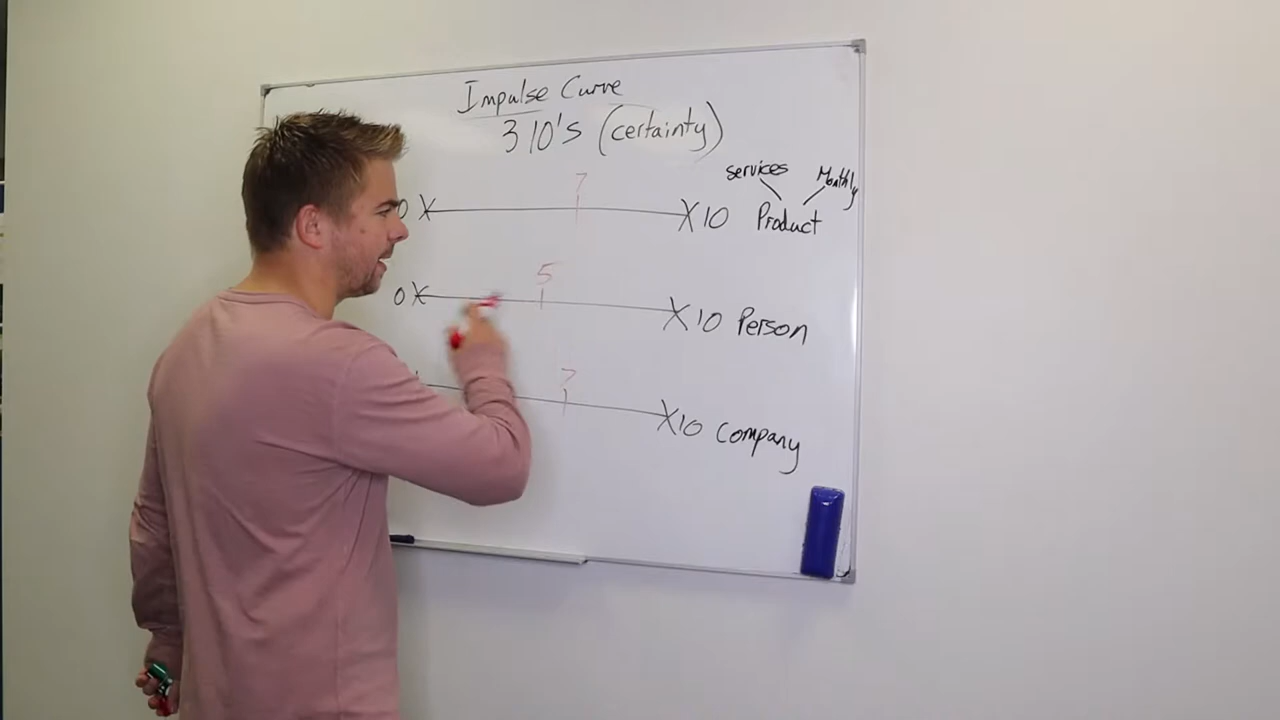 Impulse Curve
3 10's (certainty)
services Monthly
7
0 X X 10 Product
5
0 X X 10 Person
7
X 10 Company